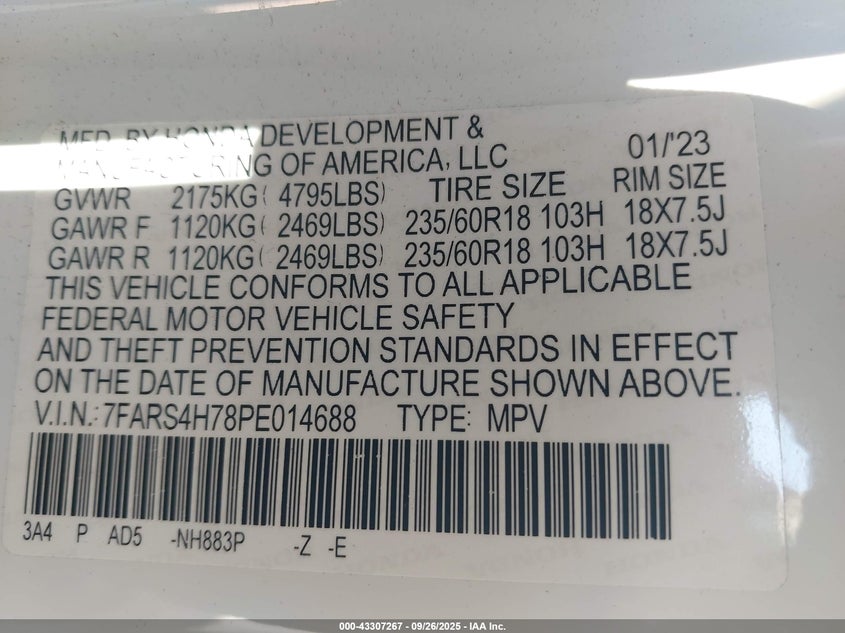 MFD. BY HONDA DEVELOPMENT &
MANUFACTURING OF AMERICA, LLC 01/'23
GVWR 2175KG( 4795LBS) TIRE SIZE RIM SIZE
GAWR F 1120KG( 2469LBS) 235/60R18 103H 18X7.5J
GAWR R 1120KG( 2469LBS) 235/60R18 103H 18X7.5J
THIS VEHICLE CONFORMS TO ALL APPLICABLE
FEDERAL MOTOR VEHICLE SAFETY
AND THEFT PREVENTION STANDARDS IN EFFECT
ON THE DATE OF MANUFACTURE SHOWN ABOVE.
V.I.N.: 7FARS4H78PE014688 TYPE: MPV
3A4 P AD5 -NH883P -Z -E
000-43307267 - 09/26/2025 - IAA Inc.